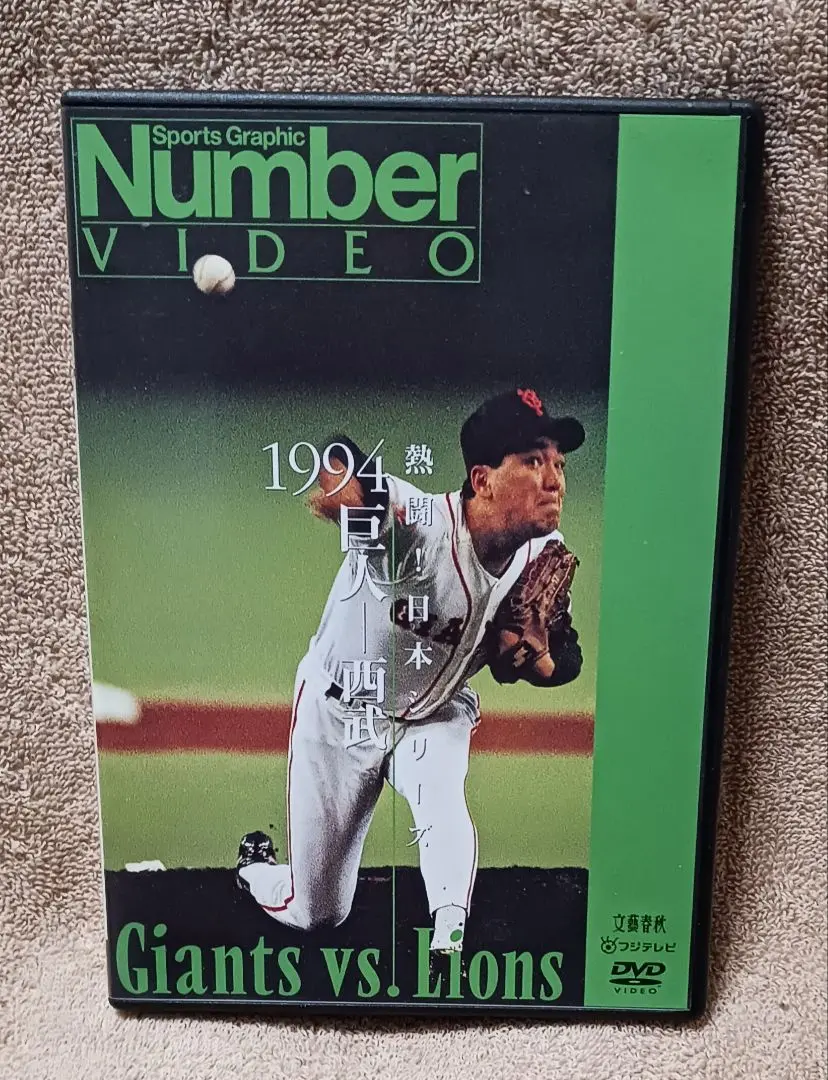 Sports Graphic
Number
VIDEO
1994
巨人—西武
熱闘!日本シリーズ
Giants vs. Lions
文藝春秋
フジテレビ
DVD
VIDEO